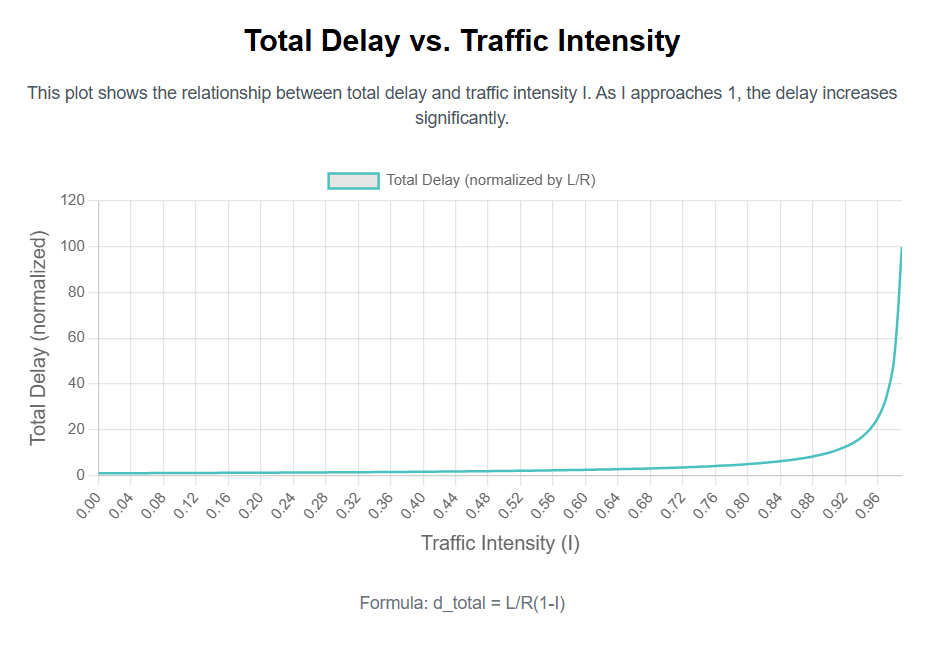 Total Delay vs. Traffic Intensity
This plot shows the relationship between total delay and traffic intensity I. As I approaches 1, the delay increases
significantly.
Total Delay (normalized by L/R)
120
100
80
60
40
20
0
Total Delay (normalized)
0.00 0.04 0.08 0.12 0.16 0.20 0.24 0.28 0.32 0.36 0.40 0.44 0.48 0.52 0.56 0.60 0.64 0.68 0.72 0.76 0.80 0.84 0.88 0.92 0.96
Traffic Intensity (I)
Formula: d_total = L/R(1-I)